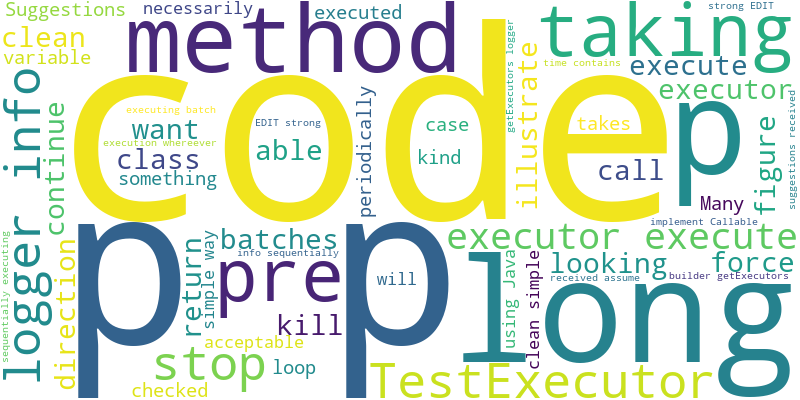 Suggestions
necessarily
executed
strong EDIT
clean
variable
method
taking
time contains
execute
executor
getExecutors logger
illustrate
code
p
executing batch
execution whereever
want
EDIT strong
able
case
kind
takes
call
class
something
periodically
figure
suggestions received
Many
implement Callable
logger info
continue
direction
sequentially executing
p p
return
simple way
batches
info sequentially
pre
will
kill
acceptable
stop
loop
checked
executor execute
using Java
clean simple
looking
force
received assume
builder getExecutors
long
TestExecutor